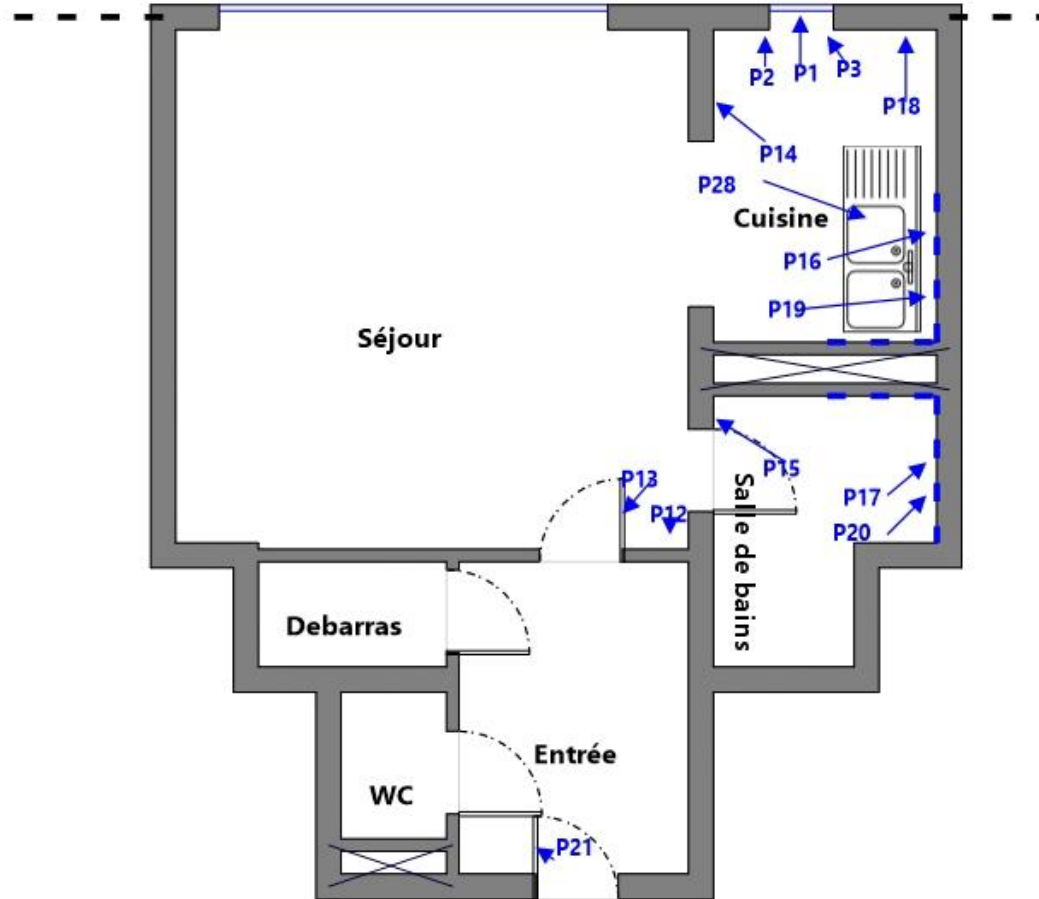 P2
P1
P3
P18
P14
P28
Cuisine
P16
P19
Séjour
P13
P12
P15
Salle de bains
P17
P20
Debarras
Entrée
WC
P21